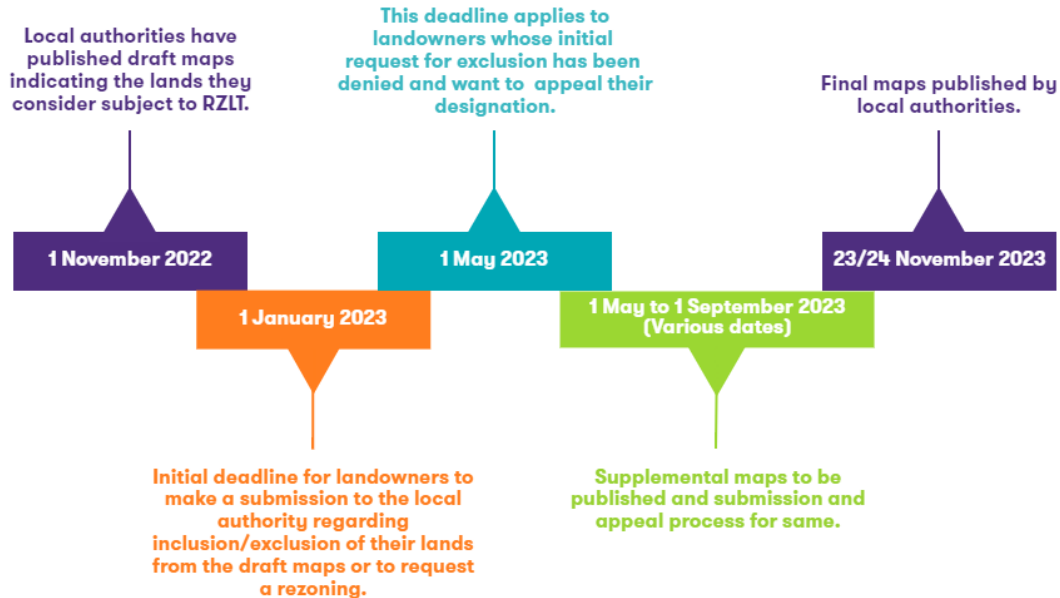 Local authorities have
published draft maps
indicating the lands they
consider subject to RZLT.
1 November 2022
1 January 2023
Initial deadline for landowners to
make a submission to the local
authority regarding
inclusion/exclusion of their lands
from the draft maps or to request
a rezoning.
This deadline applies to
landowners whose initial
request for exclusion has been
denied and want to appeal their
designation.
1 May 2023
1 May to 1 September 2023
(Various dates)
Supplemental maps to be
published and submission and
appeal process for same.
Final maps published by
local authorities.
23/24 November 2023